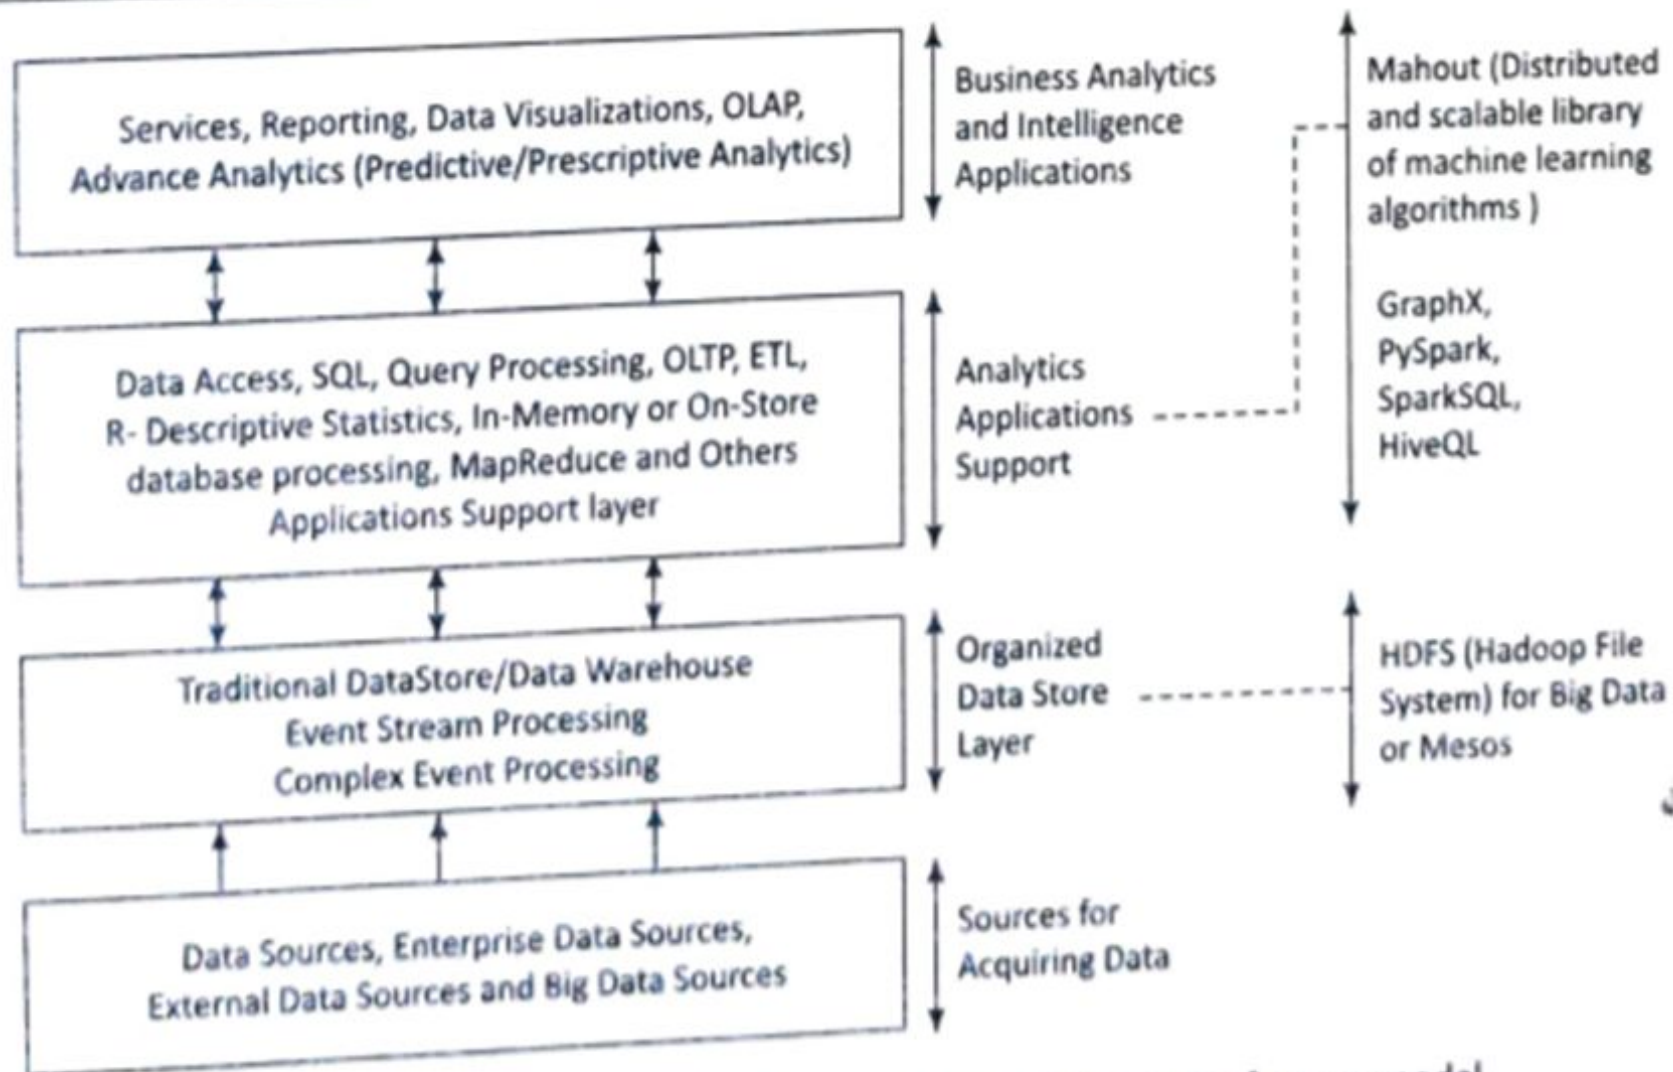 Services, Reporting, Data Visualizations, OLAP,
Advance Analytics (Predictive/Prescriptive Analytics)
Business Analytics
and Intelligence
Applications
Mahout (Distributed
and scalable library
of machine learning
algorithms )
GraphX,
PySpark,
SparkSQL,
HiveQL
Data Access, SQL, Query Processing, OLTP, ETL,
R- Descriptive Statistics, In-Memory or On-Store
database processing, MapReduce and Others
Applications Support layer
Analytics
Applications
Support
Traditional DataStore/Data Warehouse
Event Stream Processing
Complex Event Processing
Organized
Data Store
Layer
HDFS (Hadoop File
System) for Big Data
or Mesos
Data Sources, Enterprise Data Sources,
External Data Sources and Big Data Sources
Sources for
Acquiring Data
model